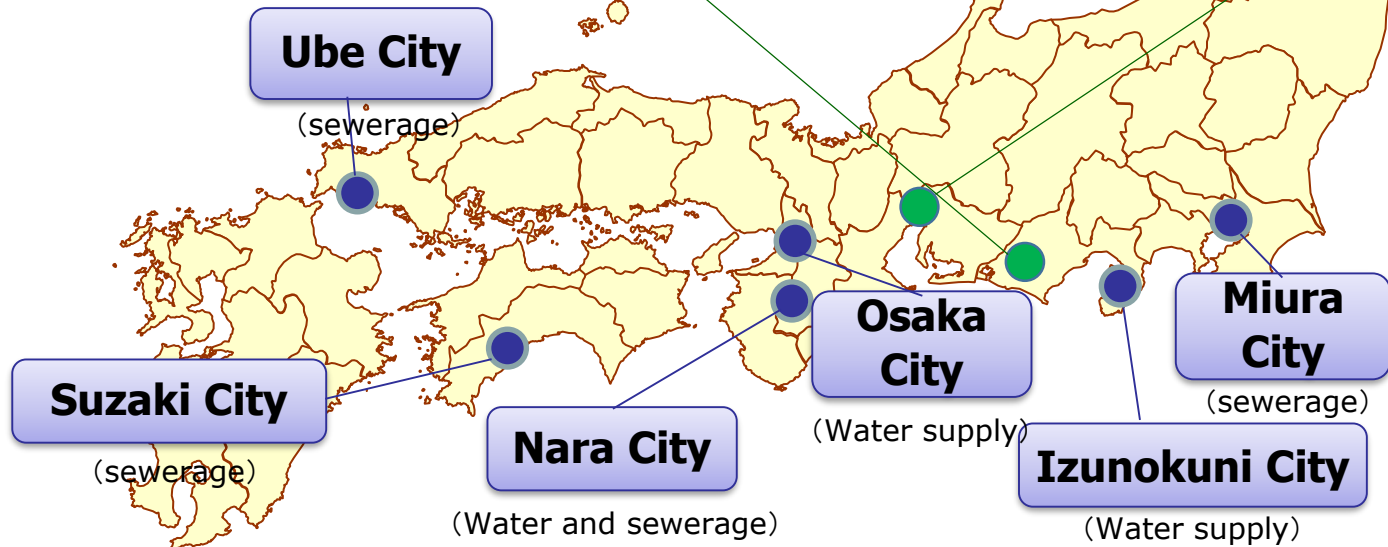 Ube City
（sewerage）
Suzaki City
（sewerage）
Nara City
（Water and sewerage）
Osaka
City
（Water supply）
Izunokuni City
（Water supply）
Miura
City
（sewerage）